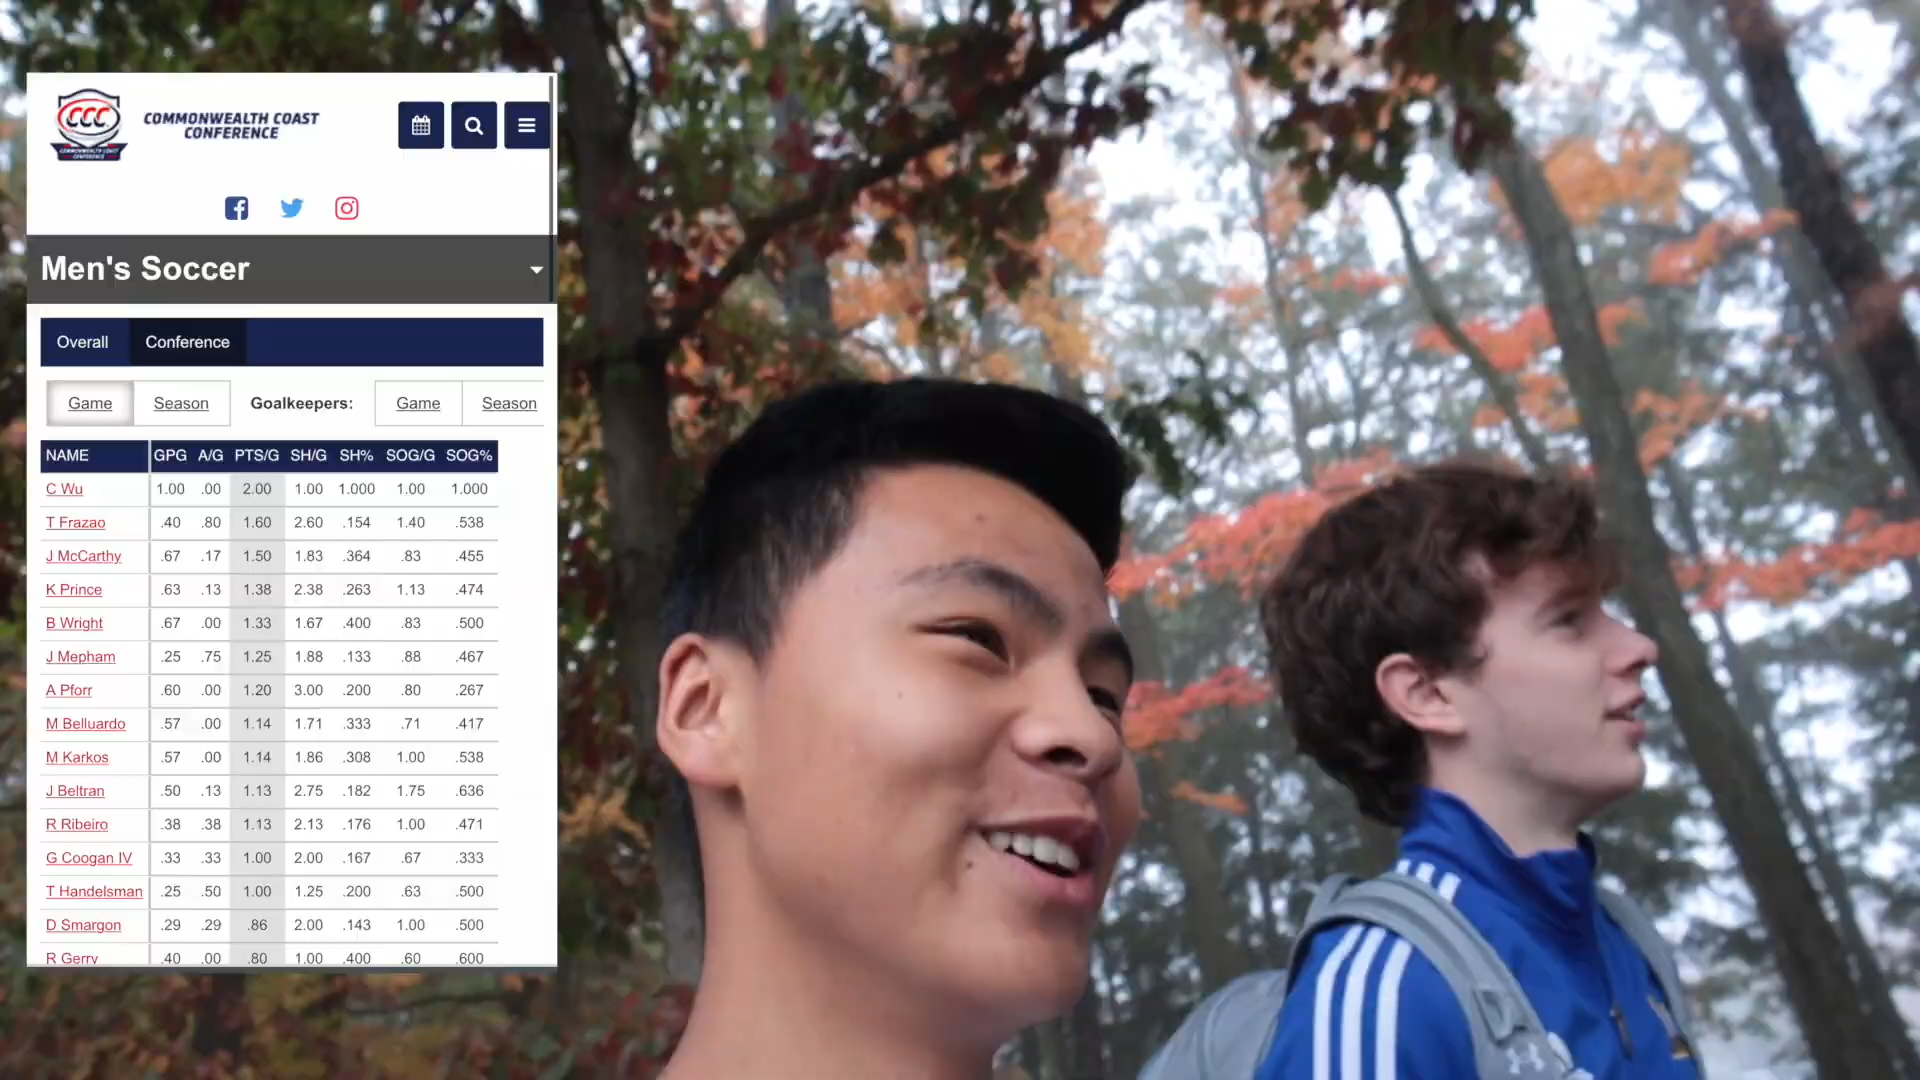 CCC
COMMONWEALTH COAST
CONFERENCE
COMMONWEALTH COAST
CONFERENCE
Men's Soccer
Overall Conference
Game Season Goalkeepers: Game Season
NAME GPG A/G PTS/G SH/G SH% SOG/G SOG%
C Wu 1.00 .00 2.00 1.00 1.000 1.00 1.000
T Frazao .40 .80 1.60 2.60 .154 1.40 .538
J McCarthy .67 .17 1.50 1.83 .364 .83 .455
K Prince .63 .13 1.38 2.38 .263 1.13 .474
B Wright .67 .00 1.33 1.67 .400 .83 .500
J Mepham .25 .75 1.25 1.88 .133 .88 .467
A Pforr .60 .00 1.20 3.00 .200 .80 .267
M Belluardo .57 .00 1.14 1.71 .333 .71 .417
M Karkos .57 .00 1.14 1.86 .308 1.00 .538
J Beltran .50 .13 1.13 2.75 .182 1.75 .636
R Ribeiro .38 .38 1.13 2.13 .176 1.00 .471
G Coogan IV .33 .33 1.00 2.00 .167 .67 .333
T Handelsman .25 .50 1.00 1.25 .200 .63 .500
D Smargon .29 .29 .86 2.00 .143 1.00 .500
R Gerry .40 .00 .80 1.00 .400 .60 .600